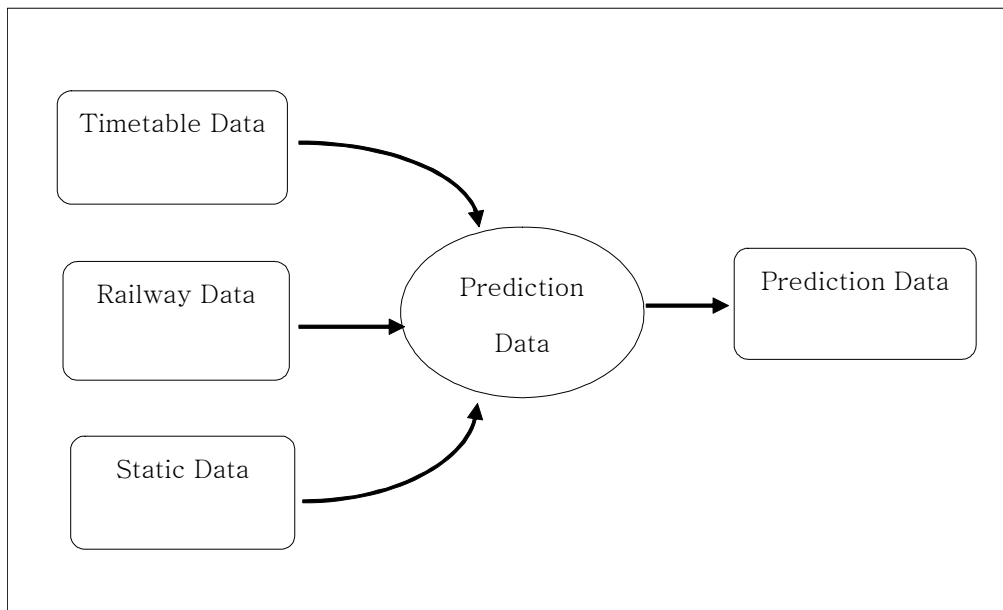 Timetable Data
Railway Data
Static Data
Prediction
Data
Prediction Data